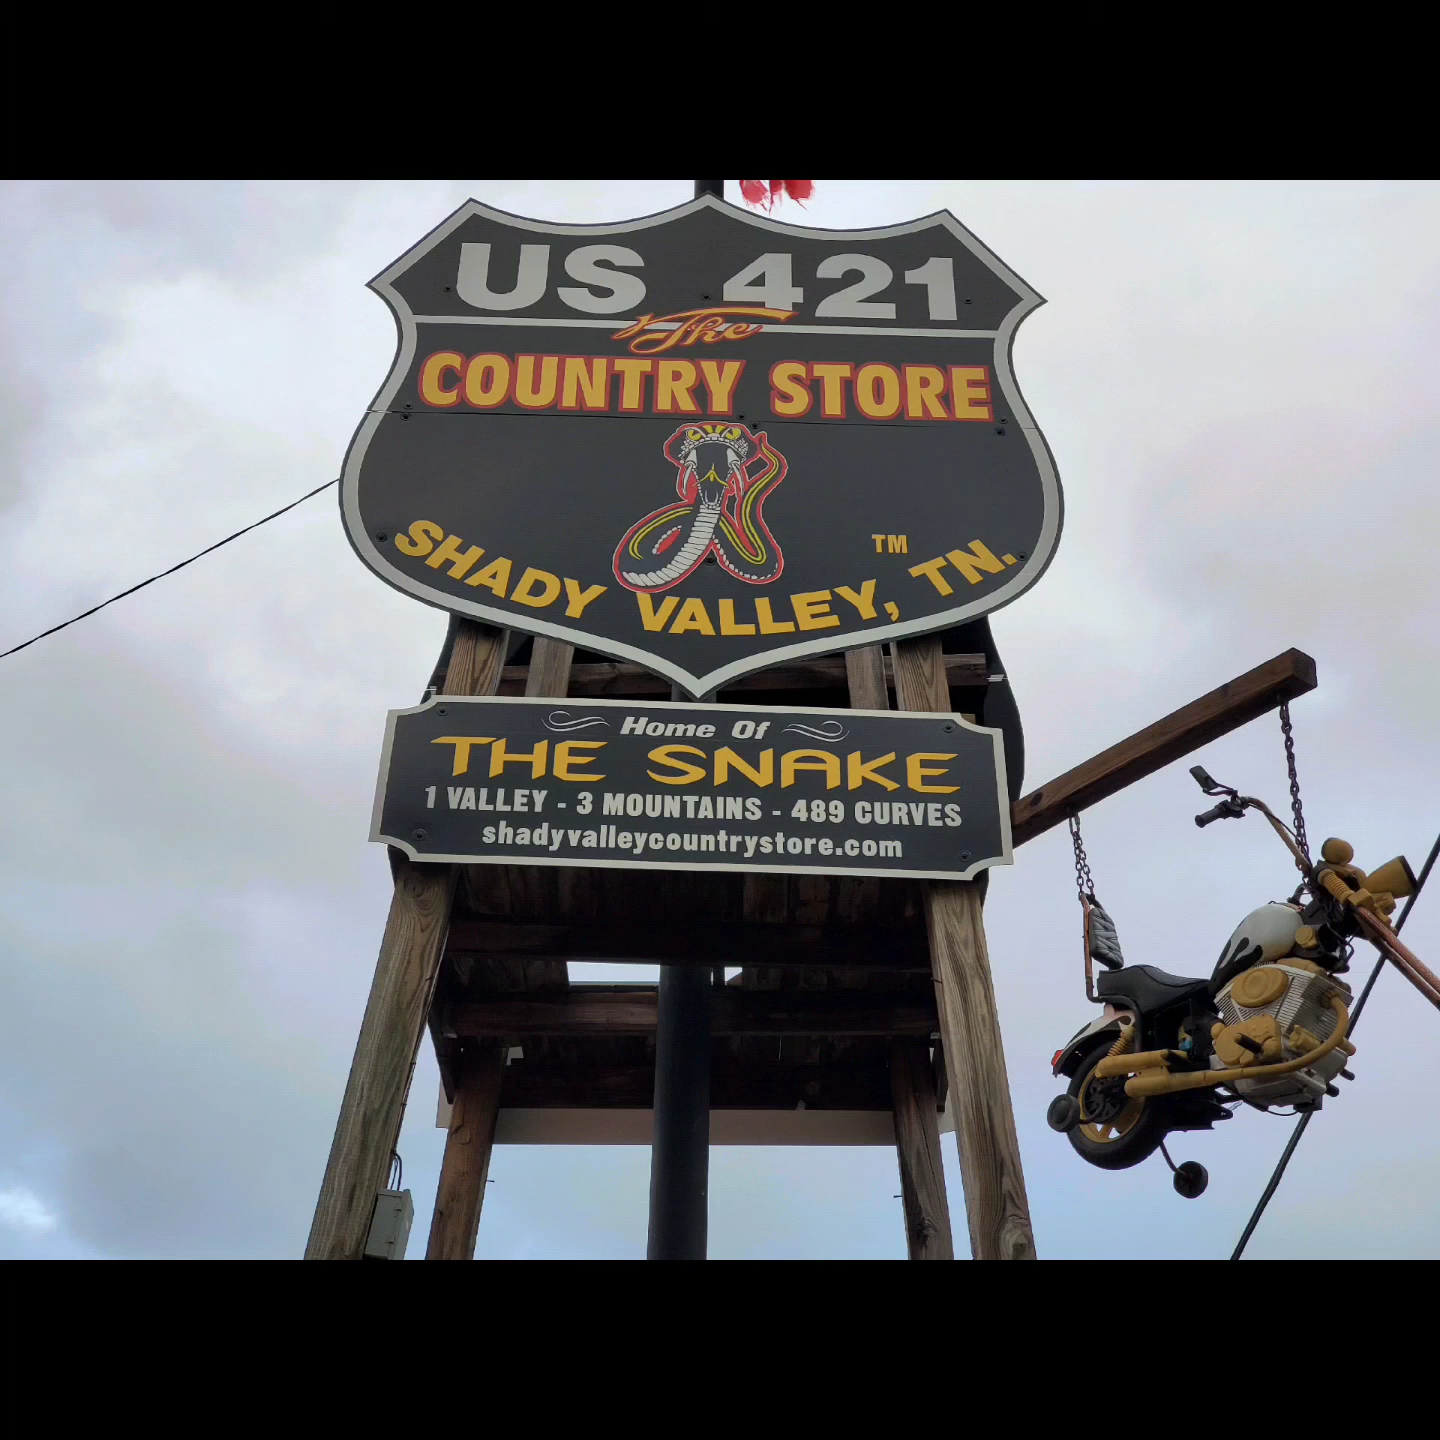 US 421
The
COUNTRY STORE
TM
SHADY VALLEY, TN.
Home Of
THE SNAKE
1 VALLEY - 3 MOUNTAINS - 489 CURVES
shadyvalleycountrystore.com